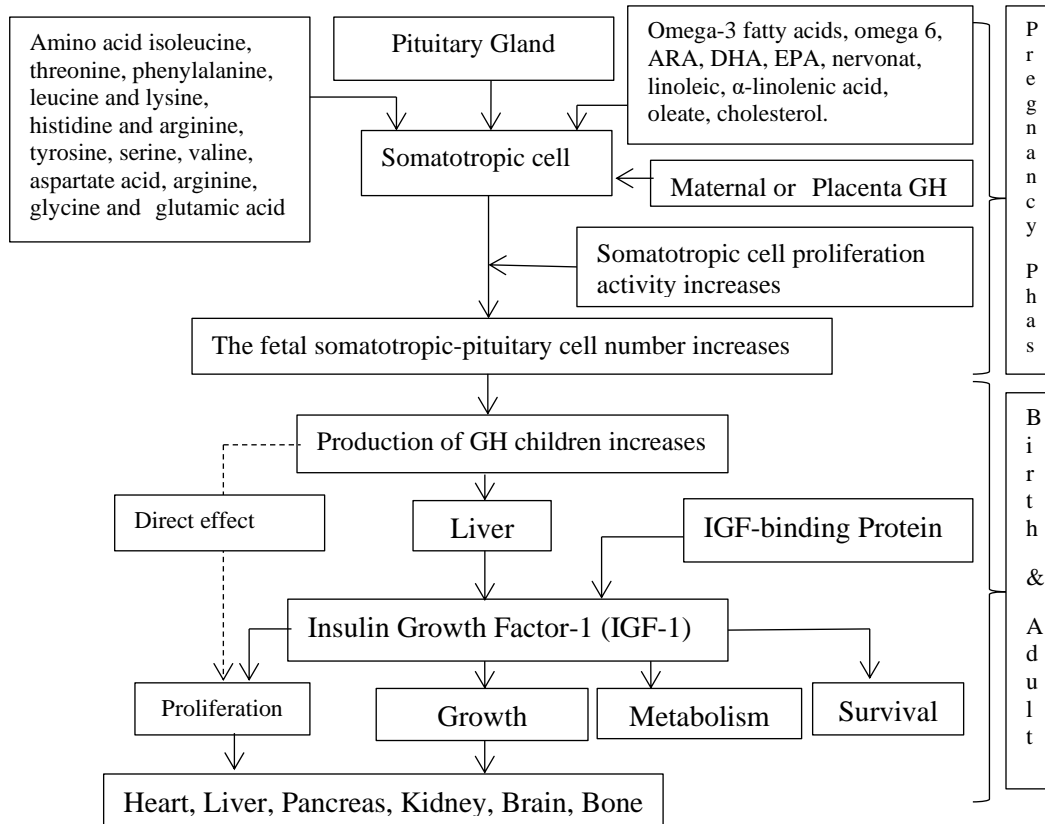 Amino acid isoleucine,
threonine, phenylalanine,
leucine and lysine,
histidine and arginine,
tyrosine, serine, valine,
aspartate acid, arginine,
glycine and glutamic acid
Pituitary Gland
Omega-3 fatty acids, omega 6,
ARA, DHA, EPA, nervonat,
linoleic, α-linolenic acid,
oleate, cholesterol.
Somatotropic cell
Maternal or Placenta GH
Somatotropic cell proliferation
activity increases
The fetal somatotropic-pituitary cell number increases
Pregnancy Phas
Production of GH children increases
Direct effect
Liver
IGF-binding Protein
Insulin Growth Factor-1 (IGF-1)
Proliferation
Growth
Metabolism
Survival
Heart, Liver, Pancreas, Kidney, Brain, Bone
Birth & Adult